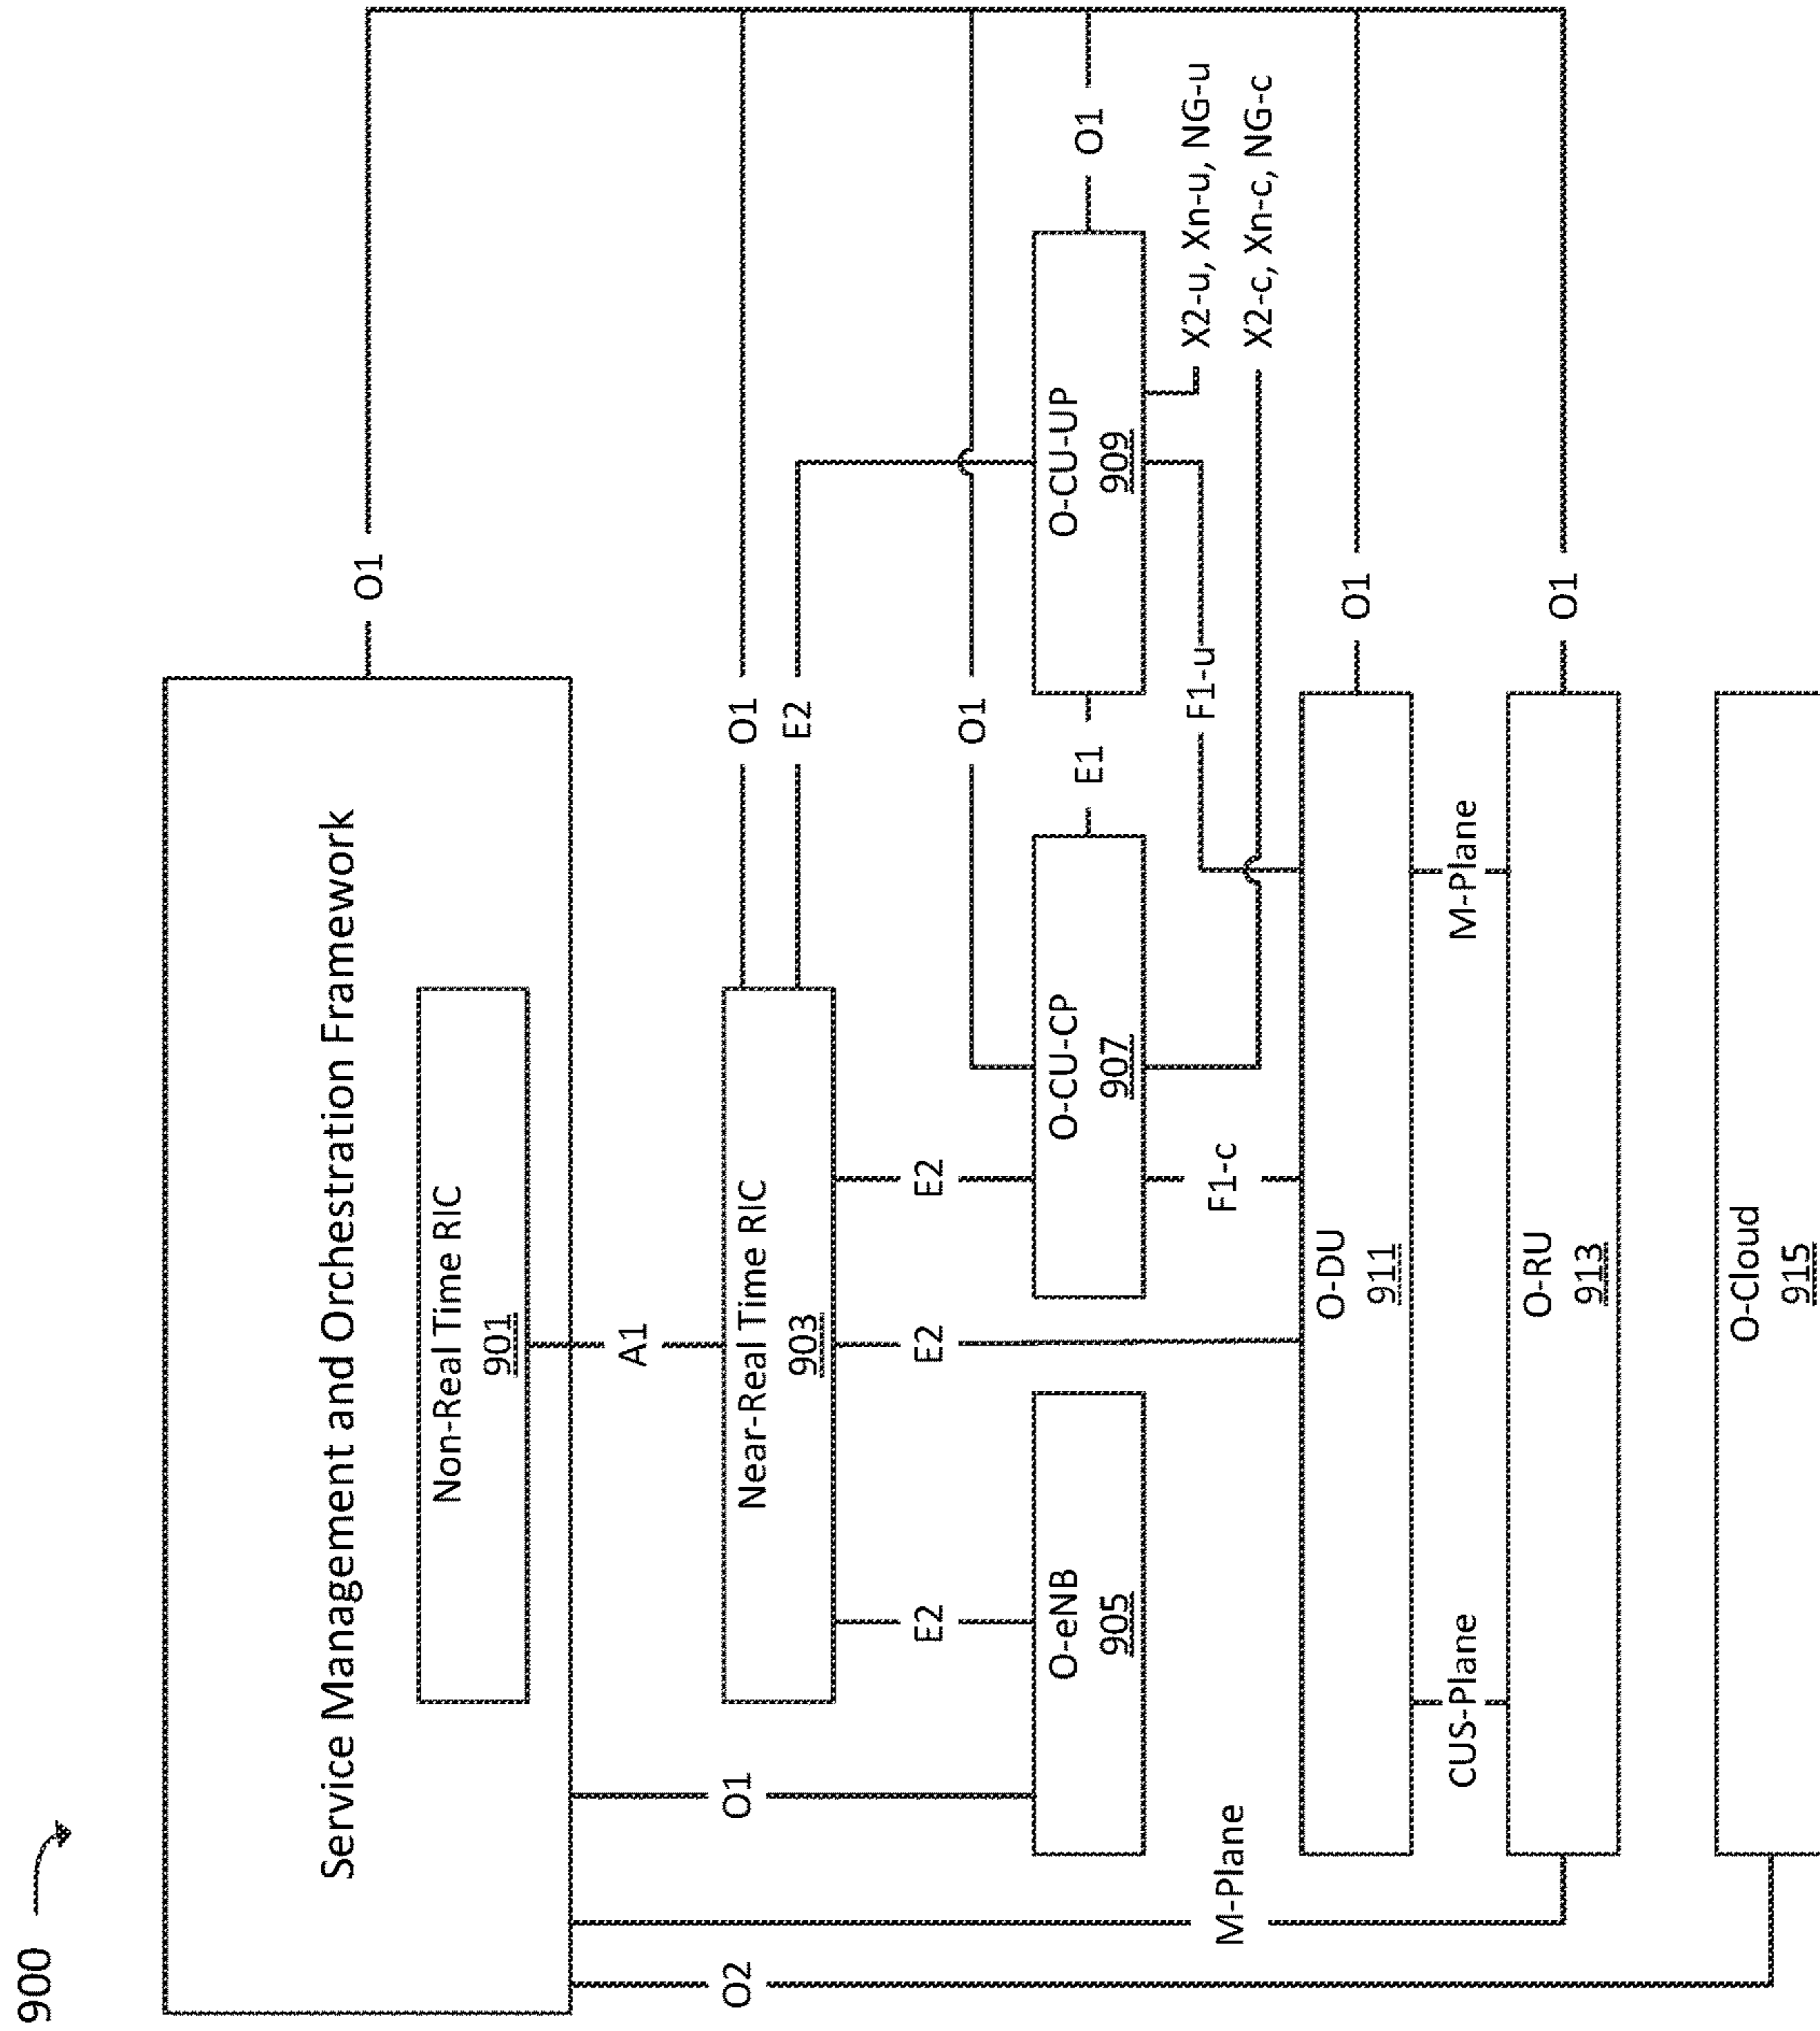 900
Service Management and Orchestration Framework
Non-Real Time RIC
901
O1
A1
O2
O1
Near-Real Time RIC
903
O1
E2
E2
E2
E2
O1
O-eNB
905
O-CU-CP
907
E1
O-CU-UP
909
O1
M-Plane
F1-c
F1-u
X2-u, Xn-u, NG-u
X2-c, Xn-c, NG-c
O-DU
911
O1
CUS-Plane
M-Plane
O-RU
913
O1
O-Cloud
915